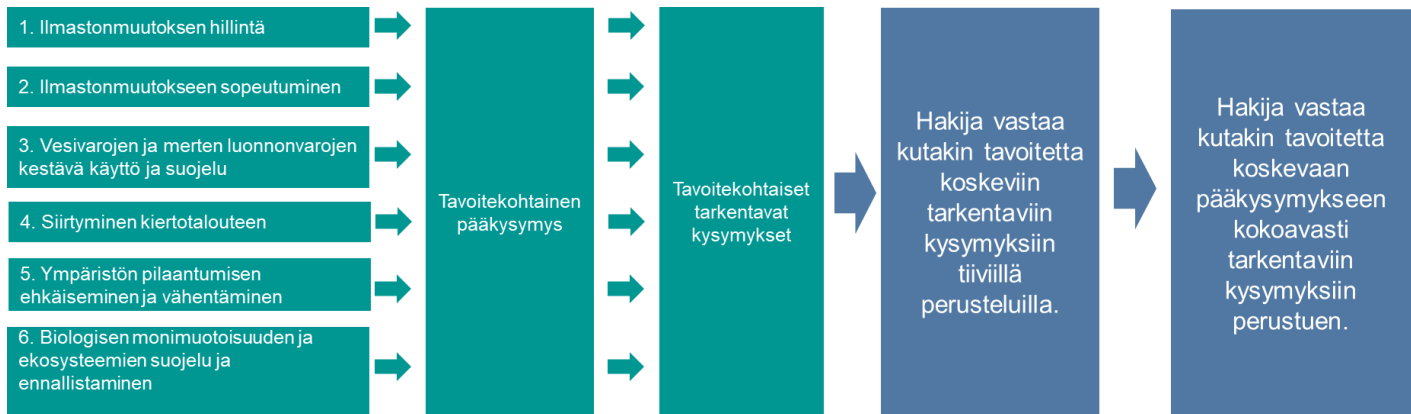 1. Ilmastonmuutoksen hillintä
2. Ilmastonmuutokseen sopeutuminen
3. Vesivarojen ja merten luonnonvarojen
kestävä käyttö ja suojelu
4. Siirtyminen kiertotalouteen
5. Ympäristön pilaantumisen
ehkäiseminen ja vähentäminen
6. Biologisen monimuotoisuuden ja
ekosysteemien suojelu ja
ennallistaminen
Tavoitekohtainen
pääkysymys
Tavoitekohtaiset
tarkentavat
kysymykset
Hakija vastaa
kutakin tavoitetta
koskeviin
tarkentaviin
kysymyksiin
tiiviillä
perusteluilla.
Hakija vastaa
kutakin tavoitetta
koskevaan
pääkysymykseen
kokoavasti
tarkentaviin
kysymyksiin
perustuen.